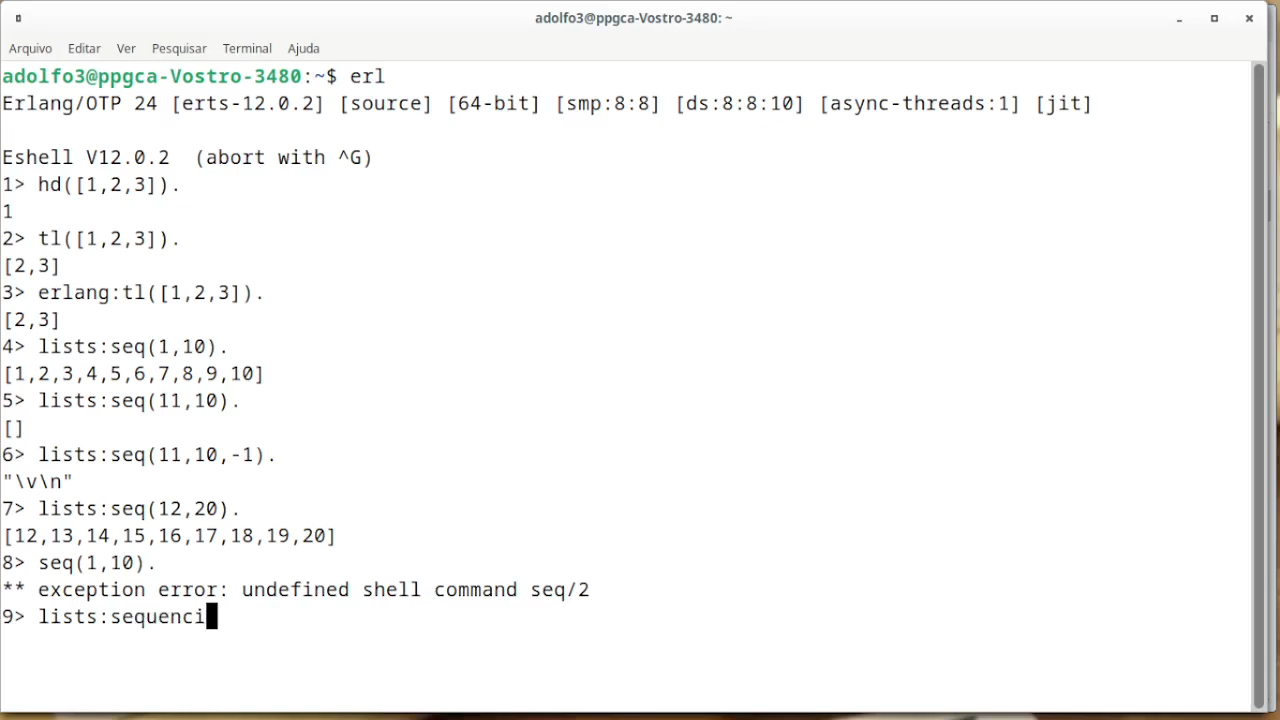 adolfo3@ppgca-Vostro-3480: ~
Arquivo Editar Ver Pesquisar Terminal Ajuda
adolfo3@ppgca-Vostro-3480:~$ erl
Erlang/OTP 24 [erts-12.0.2] [source] [64-bit] [smp:8:8] [ds:8:8:10] [async-threads:1] [jit]
Eshell V12.0.2  (abort with ^G)
1> hd([1,2,3]).
1
2> tl([1,2,3]).
[2,3]
3> erlang:tl([1,2,3]).
[2,3]
4> lists:seq(1,10).
[1,2,3,4,5,6,7,8,9,10]
5> lists:seq(11,10).
[]
6> lists:seq(11,10,-1).
"\v\n"
7> lists:seq(12,20).
[12,13,14,15,16,17,18,19,20]
8> seq(1,10).
** exception error: undefined shell command seq/2
9> lists:sequenci